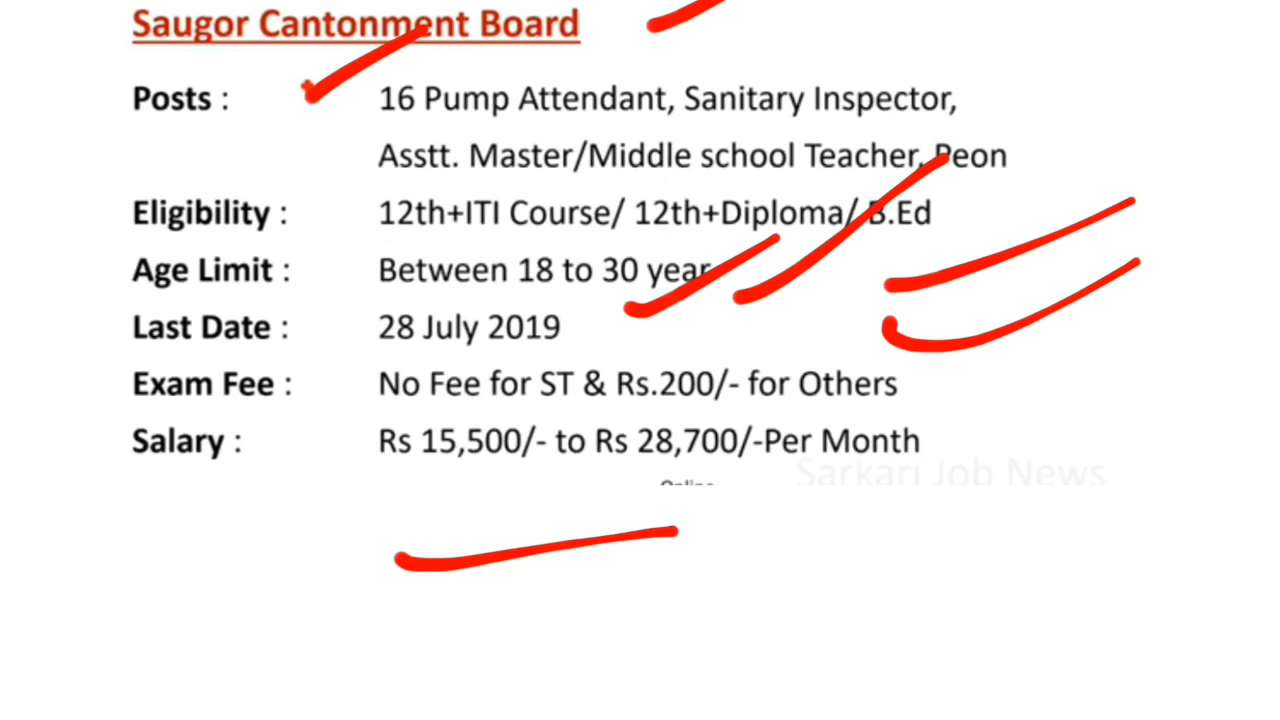 Saugor Cantonment Board
Posts : 16 Pump Attendant, Sanitary Inspector,
Asstt. Master/Middle school Teacher, Peon
Eligibility : 12th+ITI Course/ 12th+Diploma/ B.Ed
Age Limit : Between 18 to 30 year
Last Date : 28 July 2019
Exam Fee : No Fee for ST & Rs.200/- for Others
Salary : Rs 15,500/- to Rs 28,700/-Per Month
Sarkari Job News